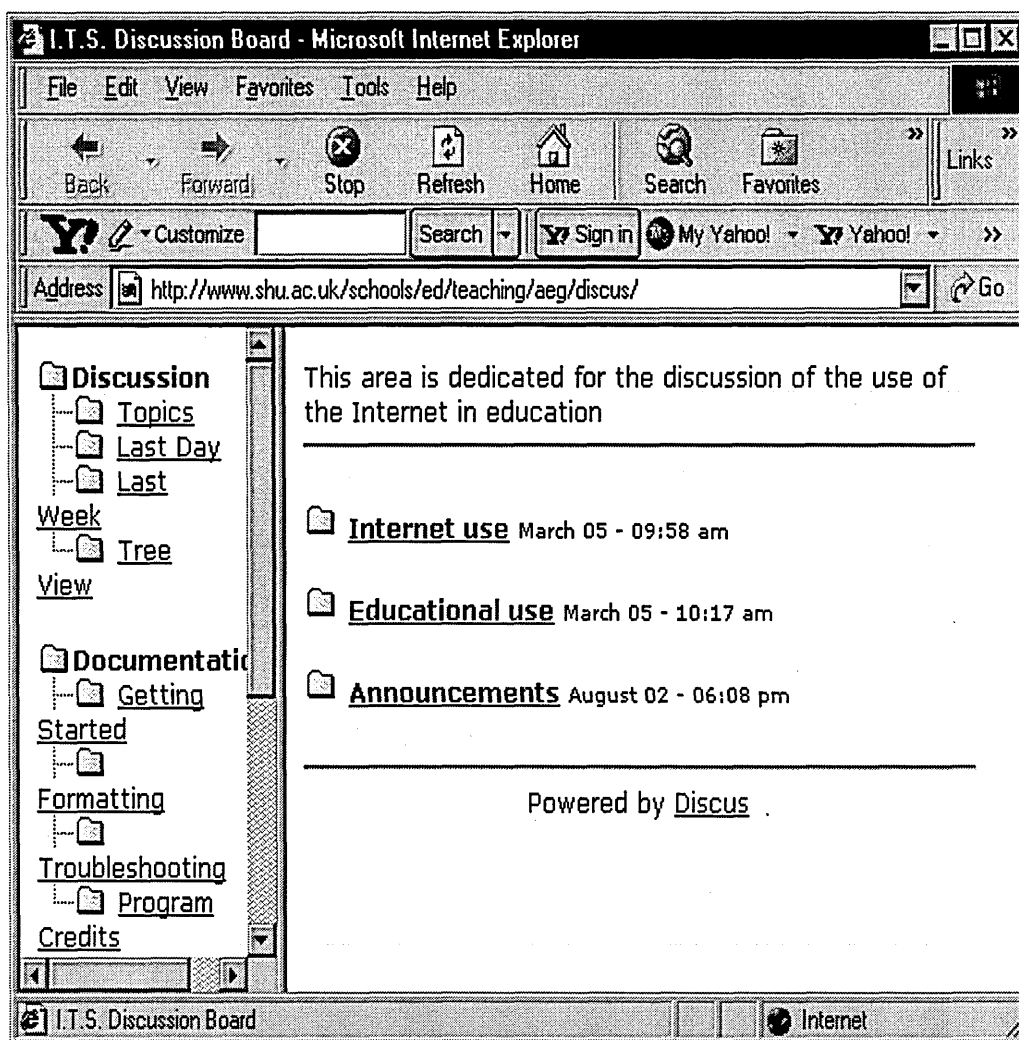 I.T.S. Discussion Board - Microsoft Internet Explorer
File Edit View Favorites Tools Help
Back Forward Stop Refresh Home Search Favorites » Links »
Y! Customize Search Y! Sign in My Yahoo! Y! Yahoo! »
Address http://www.shu.ac.uk/schools/ed/teaching/aeg/discus/ Go
Discussion
Topics
Last Day
Last
Week
Tree
View
Documentatic
Getting
Started
Formatting
Troubleshooting
Program
Credits
This area is dedicated for the discussion of the use of
the Internet in education
Internet use March 05 - 09:58 am
Educational use March 05 - 10:17 am
Announcements August 02 - 06:08 pm
Powered by Discus .
I.T.S. Discussion Board Internet